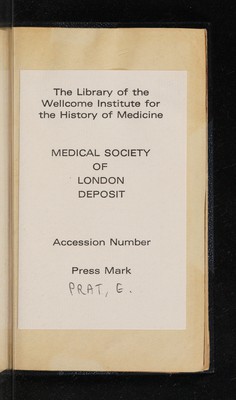 The Library of the
Wellcome Institute for
the History of Medicine
MEDICAL SOCIETY
OF
LONDON
DEPOSIT
Accession Number
Press Mark
PRAT, E.